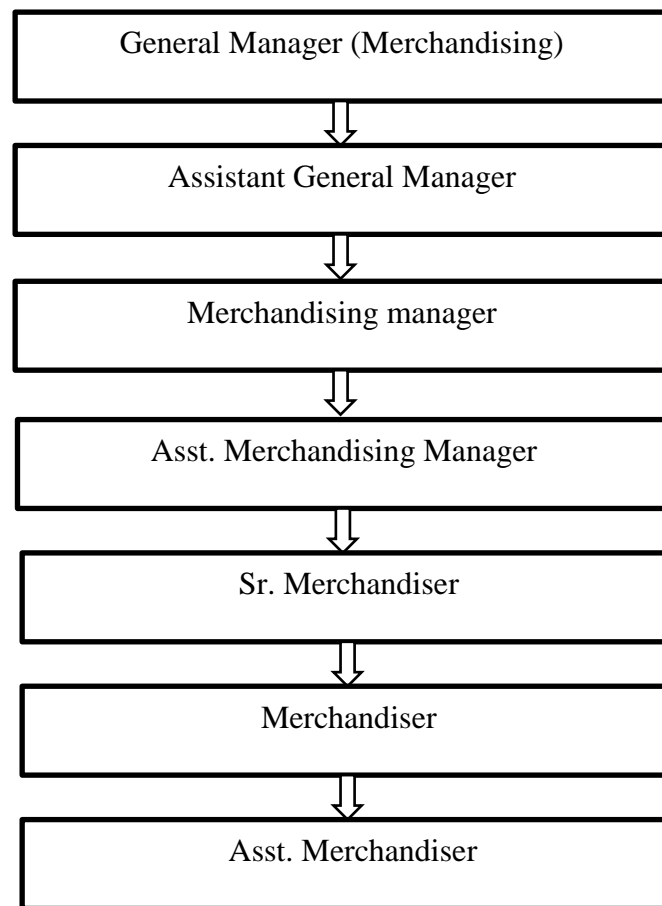 General Manager (Merchandising)
Assistant General Manager
Merchandising manager
Asst. Merchandising Manager
Sr. Merchandiser
Merchandiser
Asst. Merchandiser